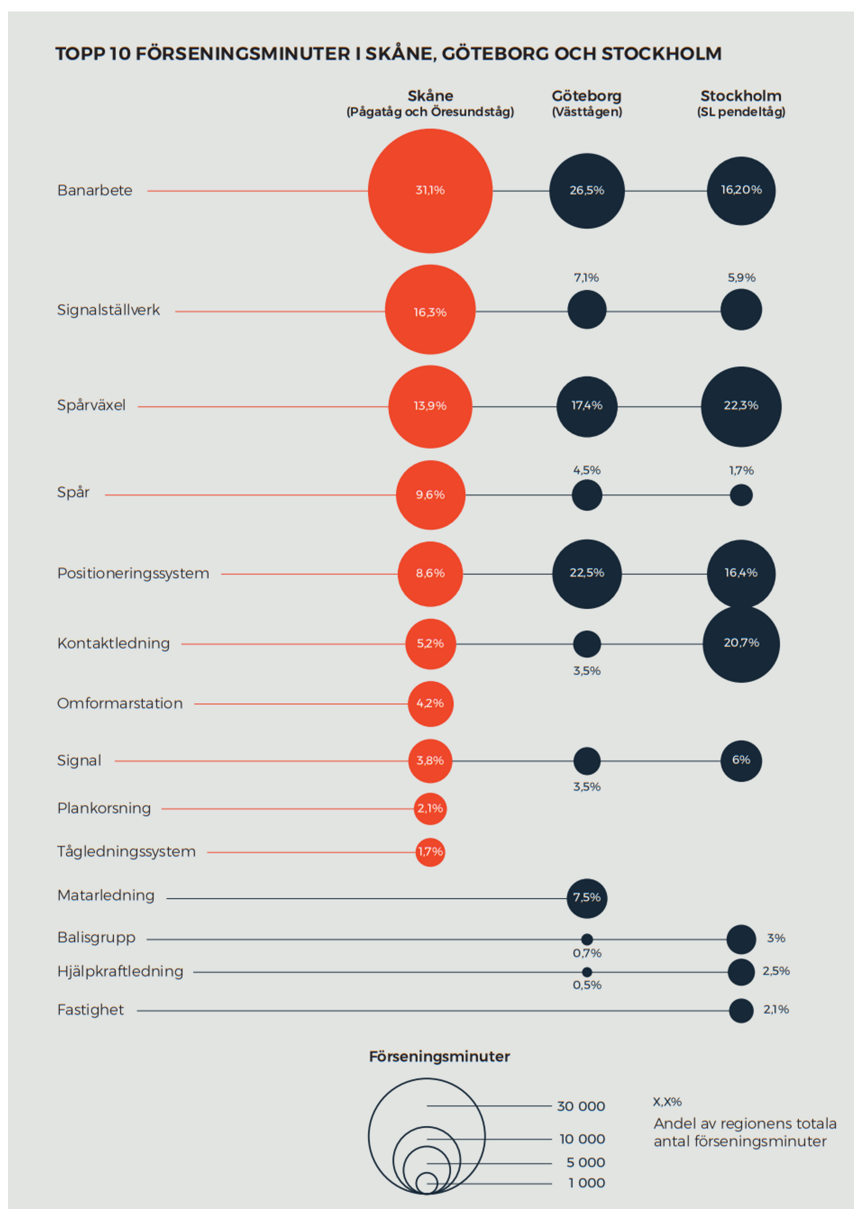 TOPP 10 FÖRSENINGSMINUTER I SKÅNE, GÖTEBORG OCH STOCKHOLM
Skåne Göteborg Stockholm
(Pågatåg och Öresundståg) (Västtågen) (SL pendeltåg)
Banarbete 31,1% 26,5% 16,20%
7,1% 5,9%
Signalställverk 16,3%
Spårväxel 13,9% 17,4% 22,3%
4,5% 1,7%
Spår 9,6%
Positioneringssystem 8,6% 22,5% 16,4%
Kontaktledning 5,2% 20,7%
3,5%
Omformarstation 4,2%
Signal 3,8% 6%
3,5%
Plankorsning 2,1%
Tågledningssystem 1,7%
Matarledning 7,5%
Balisgrupp 3%
0,7%
Hjälpkraftledning 2,5%
0,5%
Fastighet 2,1%
Förseningsminuter
30 000
10 000
5 000
1 000
X,X%
Andel av regionens totala
antal förseningsminuter